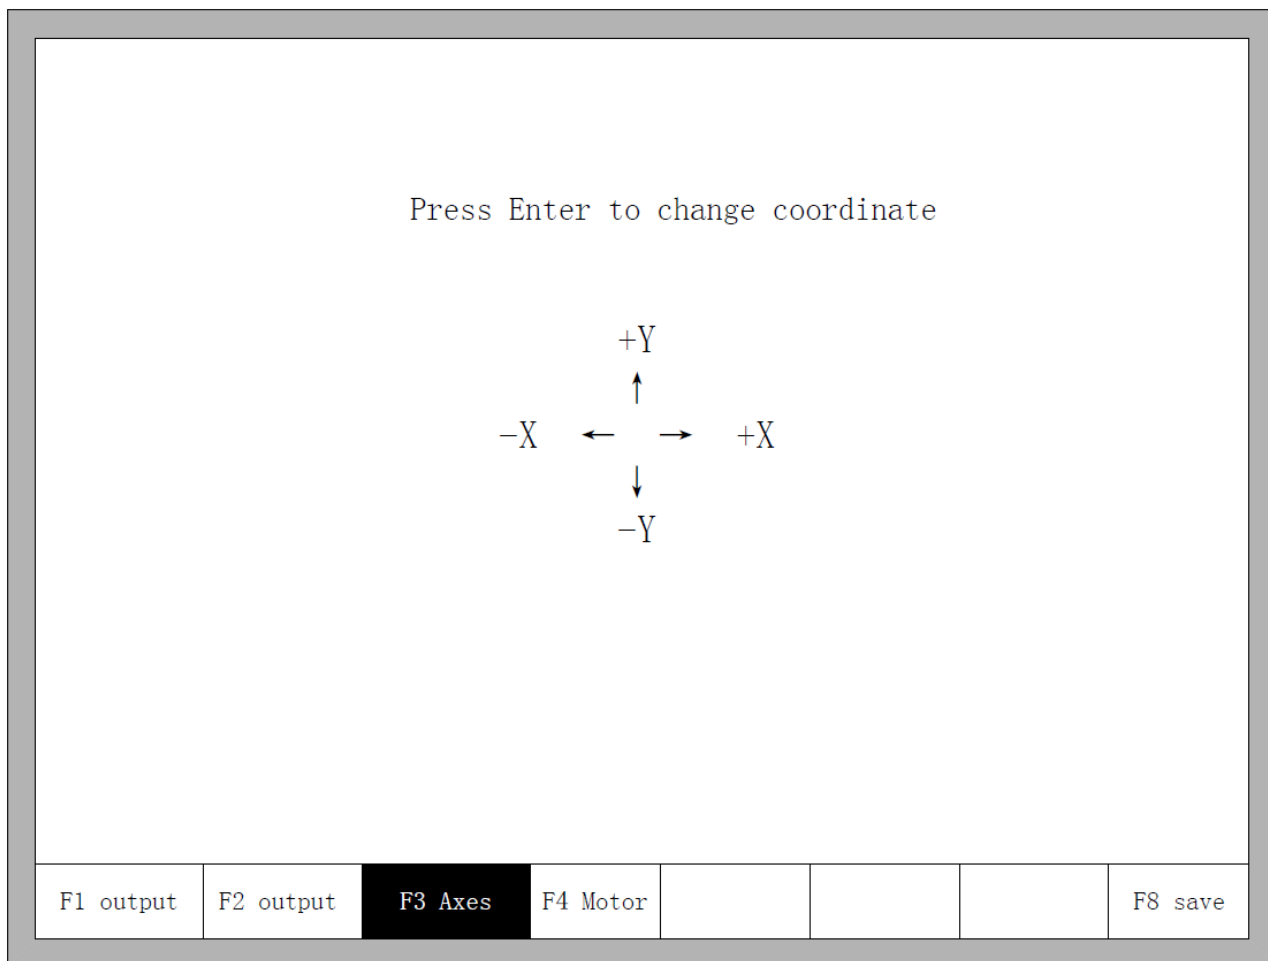 Press Enter to change coordinate
+Y
↑
-X ← → +X
↓
-Y
F1 output F2 output F3 Axes F4 Motor F8 save